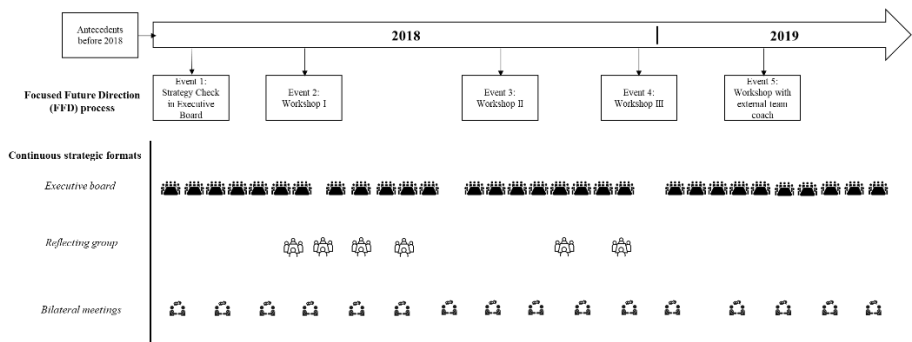 Antecedents
before 2018
2018
2019
Focused Future Direction
(FFD) process
Event 1:
Strategy Check
in Executive
Board
Event 2:
Workshop I
Event 3:
Workshop II
Event 4:
Workshop III
Event 5:
Workshop with
external team
coach
Continuous strategic formats
Executive board
Reflecting group
Bilateral meetings